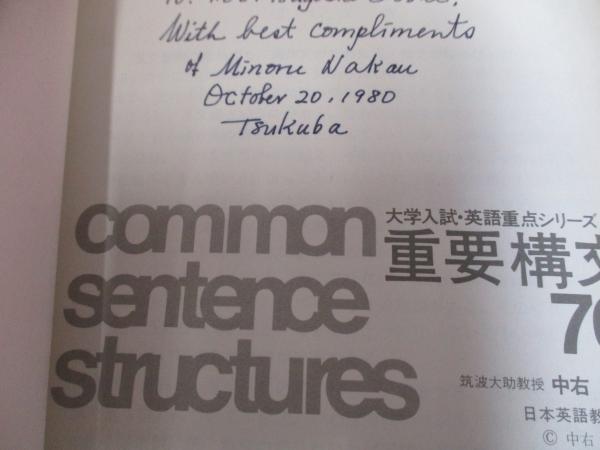 With best compliments
of Minoru Nakau
October 20, 1980
Tsukuba
common
sentence
structures
大学入試・英語重点シリーズ
重要構文
70
筑波大助教授 中右
日本英語教
© 中右